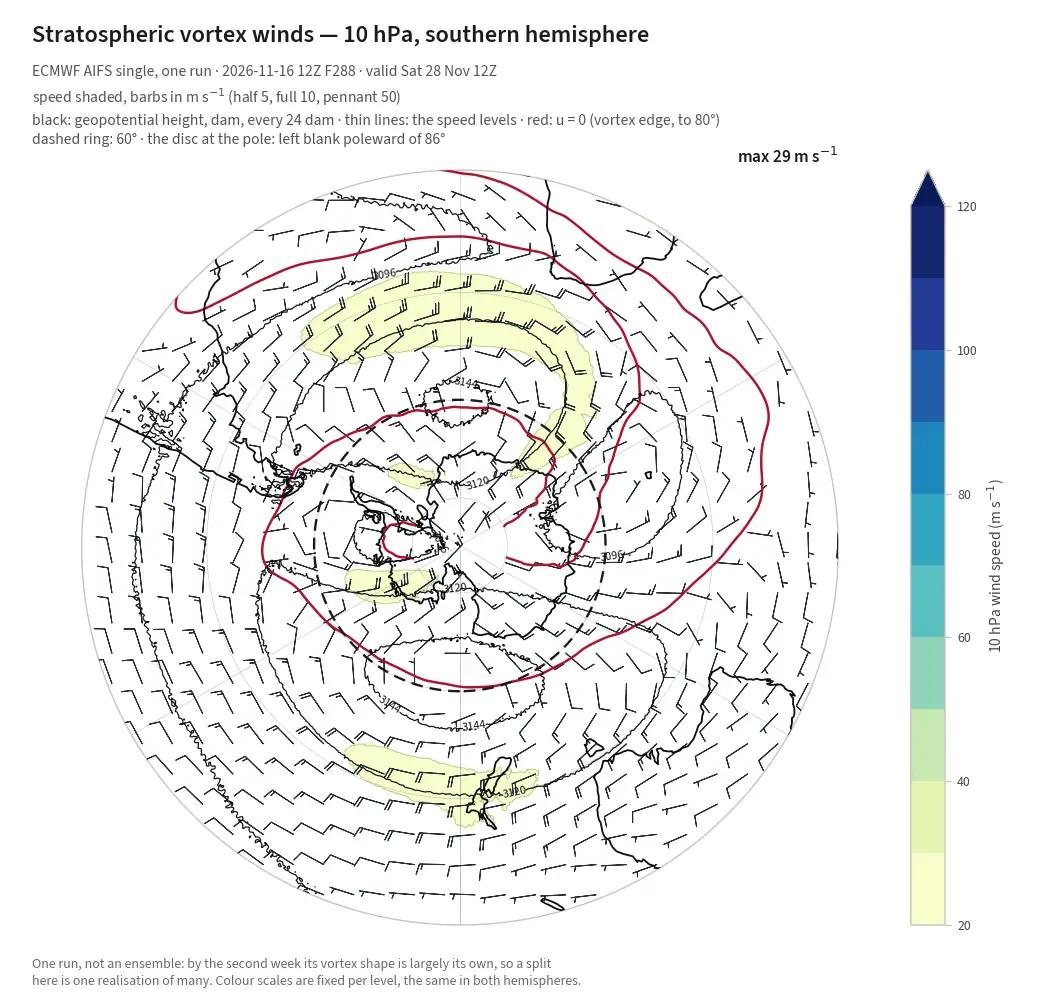 Stratospheric vortex winds — 10 hPa, southern hemisphere
ECMWF AIFS single, one run · 2026-11-16 12Z F288 · valid Sat 28 Nov 12Z
speed shaded, barbs in m s⁻¹ (half 5, full 10, pennant 50)
black: geopotential height, dam, every 24 dam · thin lines: the speed levels · red: u = 0 (vortex edge, to 80°)
dashed ring: 60° · the disc at the pole: left blank poleward of 86°
max 29 m s⁻¹
120
100
80
60
40
20
10 hPa wind speed (m s⁻¹)
3096
3144
3120
3096
3120
3144
3144
3120
One run, not an ensemble: by the second week its vortex shape is largely its own, so a split
here is one realisation of many. Colour scales are fixed per level, the same in both hemispheres.